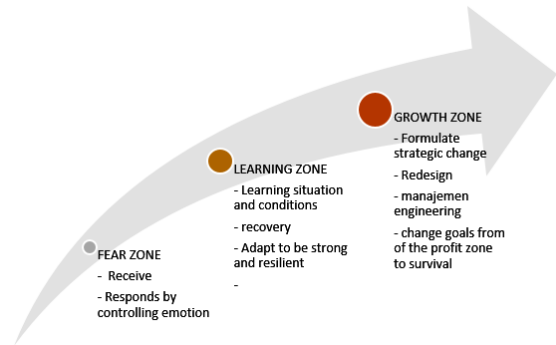 FEAR ZONE
- Receive
- Responds by
controlling emotion
LEARNING ZONE
- Learning situation
and conditions
- recovery
- Adapt to be strong
and resilient
-
GROWTH ZONE
- Formulate
strategic change
- Redesign
- manajemen
engineering
- change goals from
of the profit zone
to survival